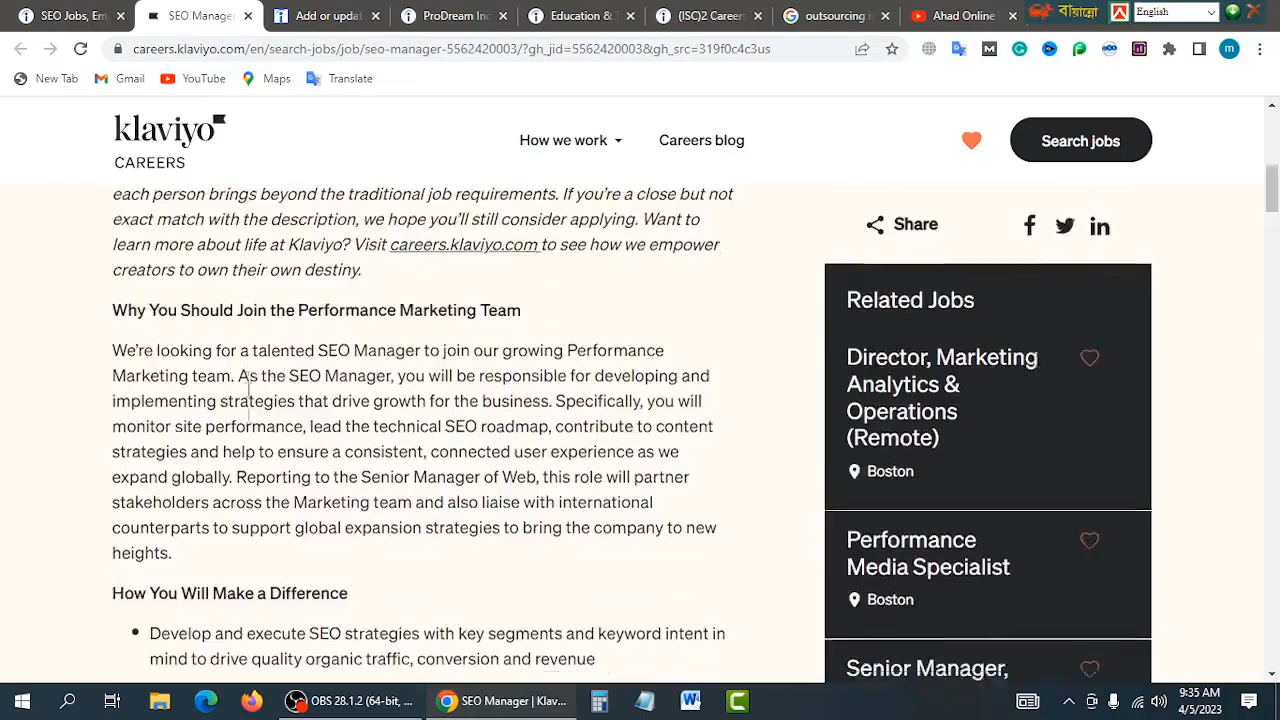 SEO Jobs, Em
SEO Manage
Add or repla
Praktikum In
Education & T
(ISO2 Careers
outsourcing i
Ahad Online
বায়ান্নো
English
careers.klaviyo.com/en/search-jobs/job/seo-manager-5562420003/?gh_jid=5562420003&gh_src=319f0c4c3us
New Tab
Gmail
YouTube
Maps
Translate
klaviyo
CAREERS
How we work
Careers blog
Search jobs
each person brings beyond the traditional job requirements. If you’re a close but not
exact match with the description, we hope you’ll still consider applying. Want to
learn more about life at Klaviyo? Visit careers.klaviyo.com to see how we empower
creators to own their own destiny.
Why You Should Join the Performance Marketing Team
We’re looking for a talented SEO Manager to join our growing Performance
Marketing team. As the SEO Manager, you will be responsible for developing and
implementing strategies that drive growth for the business. Specifically, you will
monitor site performance, lead the technical SEO roadmap, contribute to content
strategies and help to ensure a consistent, connected user experience as we
expand globally. Reporting to the Senior Manager of Web, this role will partner
stakeholders across the Marketing team and also liaise with international
counterparts to support global expansion strategies to bring the company to new
heights.
How You Will Make a Difference
• Develop and execute SEO strategies with key segments and keyword intent in
mind to drive quality organic traffic, conversion and revenue
Share
Related Jobs
Director, Marketing
Analytics &
Operations
(Remote)
Boston
Performance
Media Specialist
Boston
Senior Manager,
OBS 28.1.2 (64-bit, ...
SEO Manager | Klav...
9:35 AM
4/5/2023